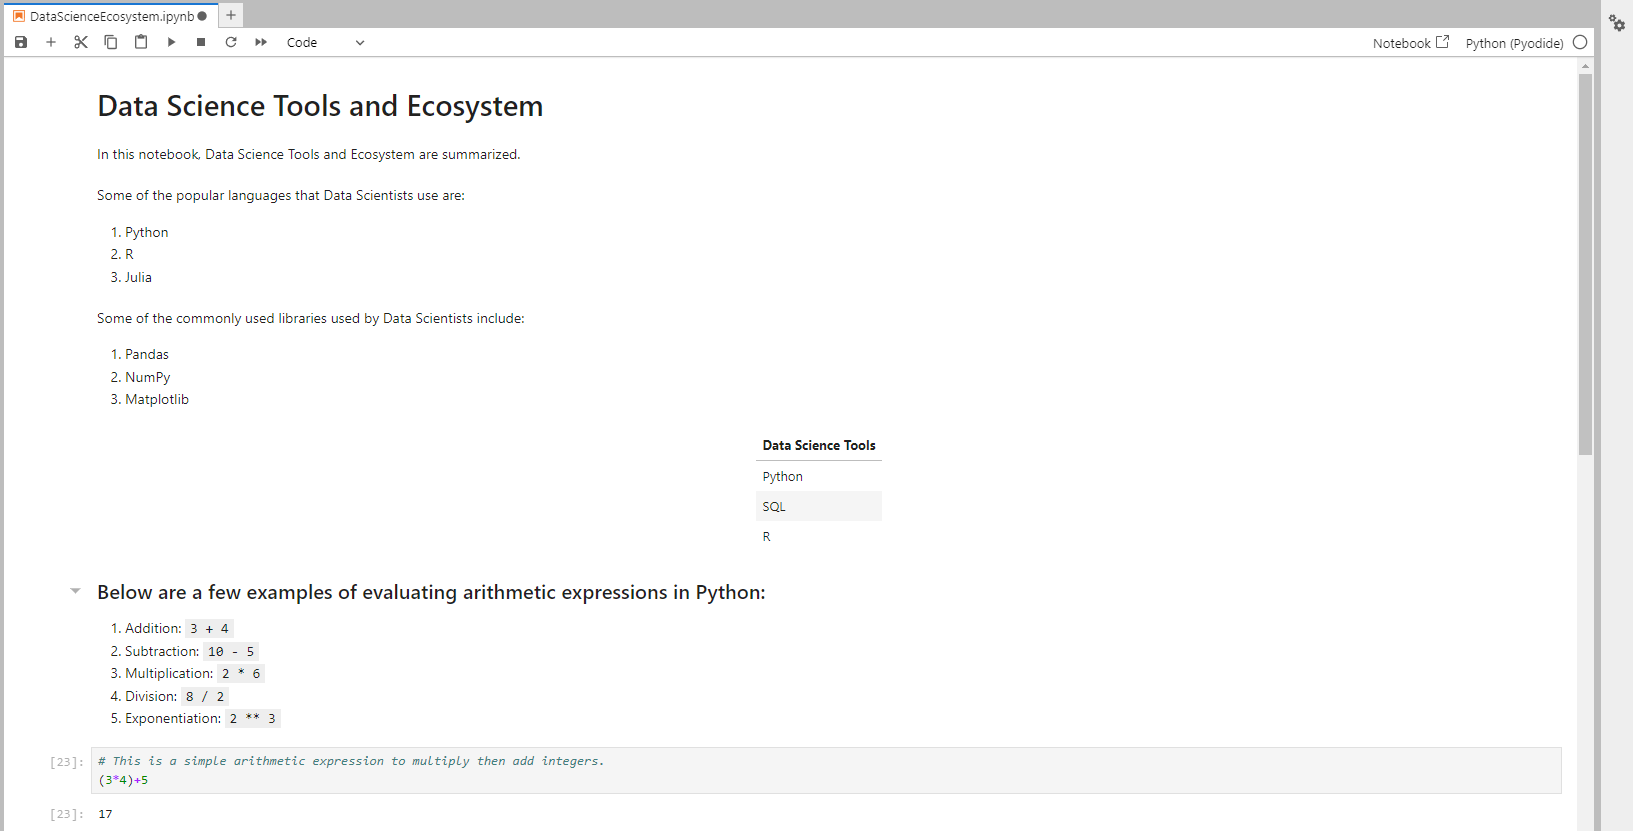 DataScienceEcosystem.ipynb
Code
Notebook
Python (Pyodide)
Data Science Tools and Ecosystem
In this notebook, Data Science Tools and Ecosystem are summarized.
Some of the popular languages that Data Scientists use are:
1. Python
2. R
3. Julia
Some of the commonly used libraries used by Data Scientists include:
1. Pandas
2. NumPy
3. Matplotlib
Data Science Tools
Python
SQL
R
Below are a few examples of evaluating arithmetic expressions in Python:
1. Addition: 3 + 4
2. Subtraction: 10 - 5
3. Multiplication: 2 * 6
4. Division: 8 / 2
5. Exponentiation: 2 ** 3
[23]: # This is a simple arithmetic expression to multiply then add integers.
(3*4)+5
[23]: 17